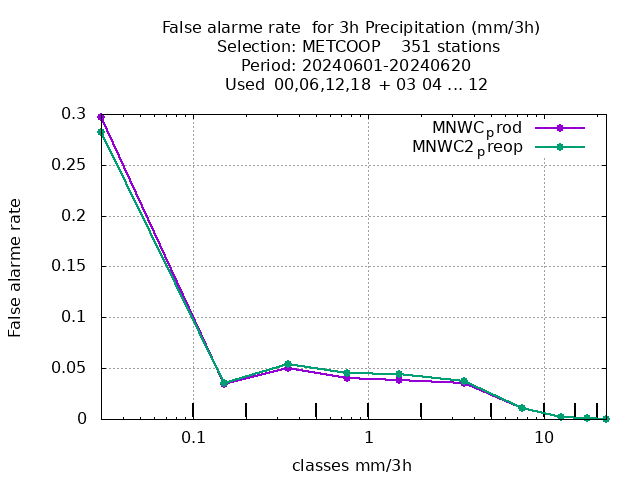 False alarme rate  for 3h Precipitation (mm/3h)
Selection: METCOOP    351 stations
Period: 20240601-20240620
Used  00,06,12,18 + 03 04 ... 12
MNWCprod
MNWC2preop
0.3
0.25
0.2
0.15
0.1
0.05
0
False alarme rate
0.1 1 10
classes mm/3h